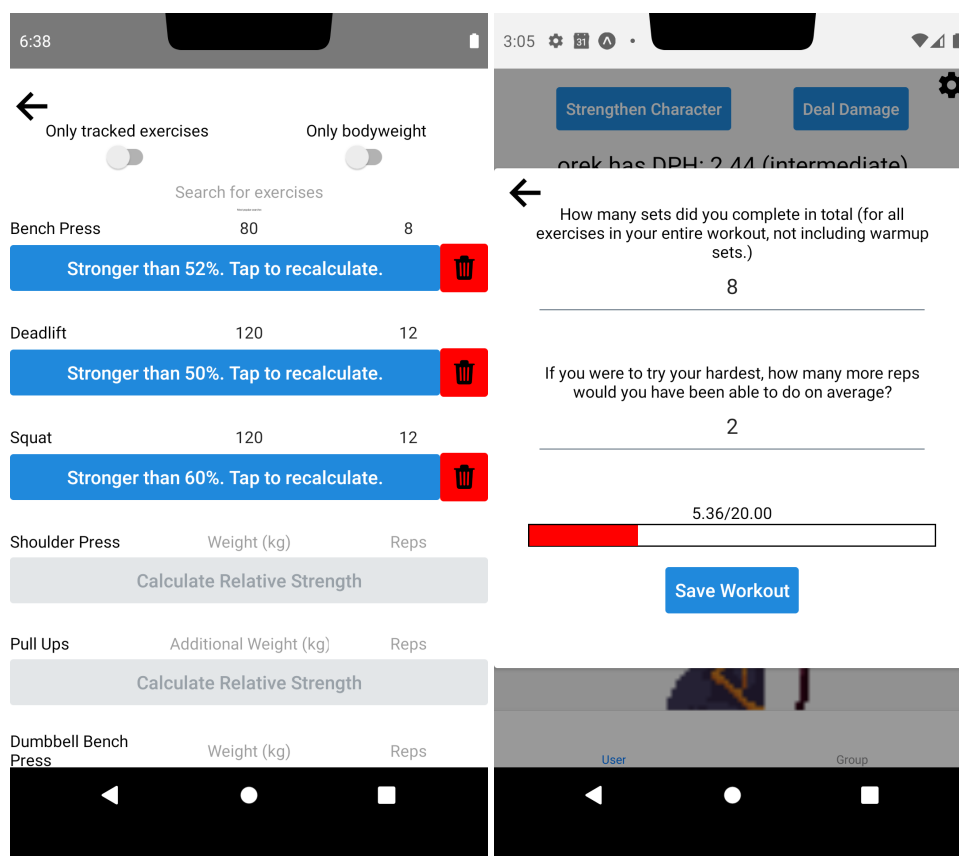 6:38
Only tracked exercises
Only bodyweight
Search for exercises
Bench Press 80 8
Stronger than 52%. Tap to recalculate.
Deadlift 120 12
Stronger than 50%. Tap to recalculate.
Squat 120 12
Stronger than 60%. Tap to recalculate.
Shoulder Press Weight (kg) Reps
Calculate Relative Strength
Pull Ups Additional Weight (kg) Reps
Calculate Relative Strength
Dumbbell Bench
Press Weight (kg) Reps
3:05 31
Strengthen Character
Deal Damage
orek has DPH: 2.44 (intermediate)
How many sets did you complete in total (for all
exercises in your entire workout, not including warmup
sets.)
8
If you were to try your hardest, how many more reps
would you have been able to do on average?
2
5.36/20.00
Save Workout
User
Group